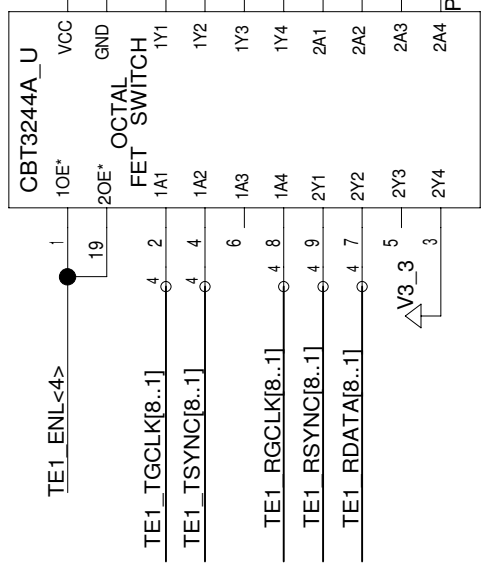 CBT3244A_U
1OE*
VCC
2OE*
GND
OCTAL
FET SWITCH
1A1
1Y1
1A2
1Y2
1A3
1Y3
1A4
1Y4
2Y1
2A1
2Y2
2A2
2Y3
2A3
2Y4
2A4
P
1
19
2
4
6
8
9
7
5
3
4
4
4
4
4
V3_3
TE1_ENL<4>
TE1_TGCLK[8..1]
TE1_TSYNC[8..1]
TE1_RGCLK[8..1]
TE1_RSYNC[8..1]
TE1_RDATA[8..1]